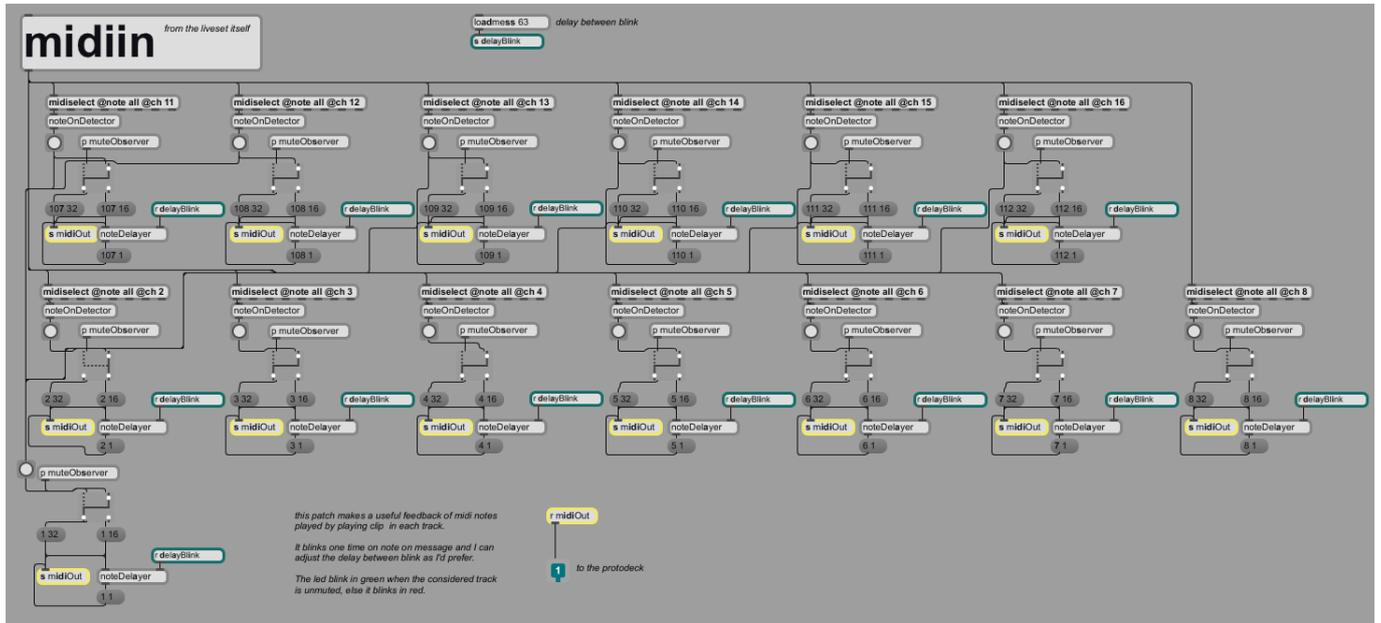 midiin
from the liveset itself
loadmess 63
delay between blink
s delayBlink
midiselect @note all @ch 11
midiselect @note all @ch 12
midiselect @note all @ch 13
midiselect @note all @ch 14
midiselect @note all @ch 15
midiselect @note all @ch 16
noteOnDetector
noteOnDetector
noteOnDetector
noteOnDetector
noteOnDetector
noteOnDetector
p muteObserver
p muteObserver
p muteObserver
p muteObserver
p muteObserver
p muteObserver
107 32
107 16
r delayBlink
108 32
108 16
r delayBlink
109 32
109 16
r delayBlink
110 32
110 16
r delayBlink
111 32
111 16
r delayBlink
112 32
112 16
r delayBlink
s midiOut
noteDelayer
s midiOut
noteDelayer
s midiOut
noteDelayer
s midiOut
noteDelayer
s midiOut
noteDelayer
s midiOut
noteDelayer
107 1
108 1
109 1
110 1
111 1
112 1
midiselect @note all @ch 2
midiselect @note all @ch 3
midiselect @note all @ch 4
midiselect @note all @ch 5
midiselect @note all @ch 6
midiselect @note all @ch 7
midiselect @note all @ch 8
noteOnDetector
noteOnDetector
noteOnDetector
noteOnDetector
noteOnDetector
noteOnDetector
noteOnDetector
p muteObserver
p muteObserver
p muteObserver
p muteObserver
p muteObserver
p muteObserver
p muteObserver
2 32
2 16
r delayBlink
3 32
3 16
r delayBlink
4 32
4 16
r delayBlink
5 32
5 16
r delayBlink
6 32
6 16
r delayBlink
7 32
7 16
r delayBlink
8 32
8 16
r delayBlink
s midiOut
noteDelayer
s midiOut
noteDelayer
s midiOut
noteDelayer
s midiOut
noteDelayer
s midiOut
noteDelayer
s midiOut
noteDelayer
s midiOut
noteDelayer
2 1
3 1
4 1
5 1
6 1
7 1
8 1
p muteObserver
1 32
1 16
r delayBlink
s midiOut
noteDelayer
1 1
this patch makes a useful feedback of midi notes
played by playing clip in each track.
It blinks one time on note on message and I can
adjust the delay between blink as I'd prefer.
The led blink in green when the considered track
is unmuted, else it blinks in red.
r midiOut
1
to the protodeck